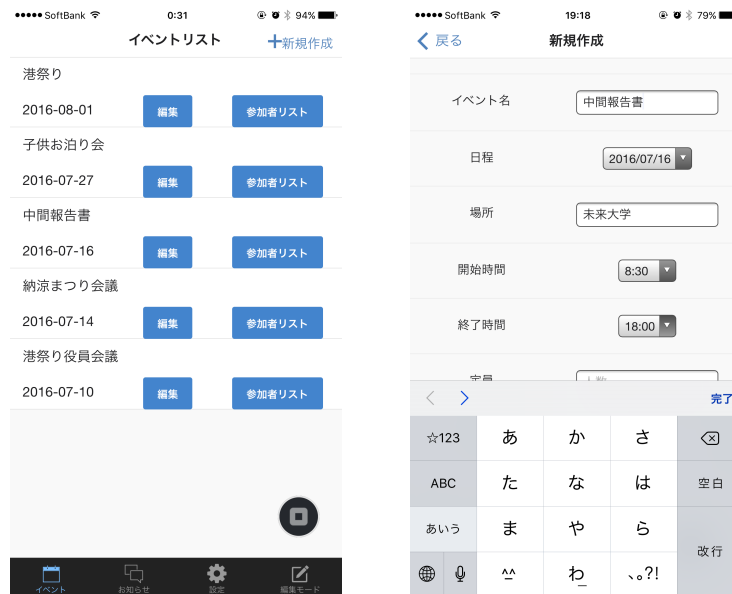 SoftBank 0:31 94%
イベントリスト +新規作成
港祭り
2016-08-01 編集 参加者リスト
子供お泊り会
2016-07-27 編集 参加者リスト
中間報告書
2016-07-16 編集 参加者リスト
納涼まつり会議
2016-07-14 編集 参加者リスト
港祭り役員会議
2016-07-10 編集 参加者リスト
イベント お知らせ 設定 編集モード
SoftBank 19:18 79%
戻る 新規作成
イベント名 中間報告書
日程 2016/07/16
場所 未来大学
開始時間 8:30
終了時間 18:00
定員 人数
完了
☆123 あ か さ
ABC た な は 空白
あいう ま や ら
改行
^^ わ 、。?!